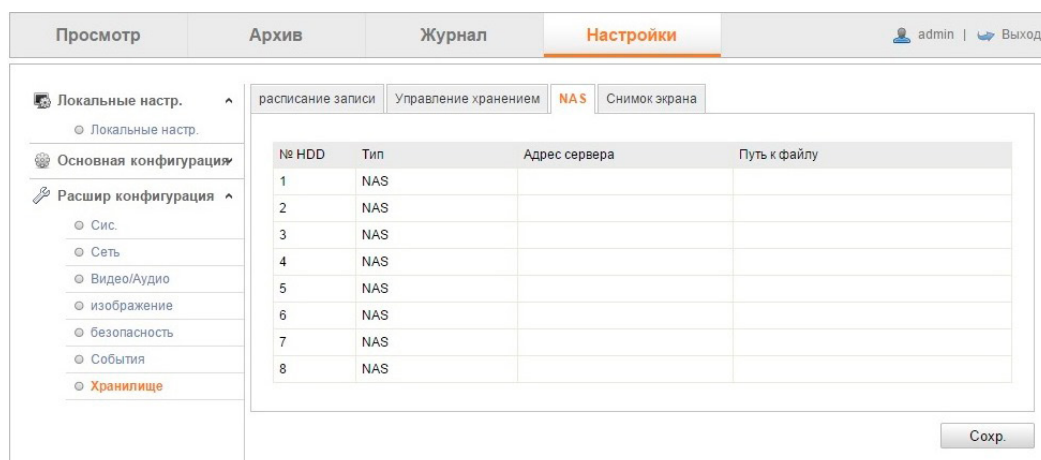 Просмотр Архив Журнал Настройки admin | Выход
Локальные настр.
Локальные настр.
Основная конфигурация
Расшир конфигурация
Сис.
Сеть
Видео/Аудио
изображение
безопасность
События
Хранилище
расписание записи Управление хранением NAS Снимок экрана
№ HDD Тип Адрес сервера Путь к файлу
1 NAS
2 NAS
3 NAS
4 NAS
5 NAS
6 NAS
7 NAS
8 NAS
Сохр.